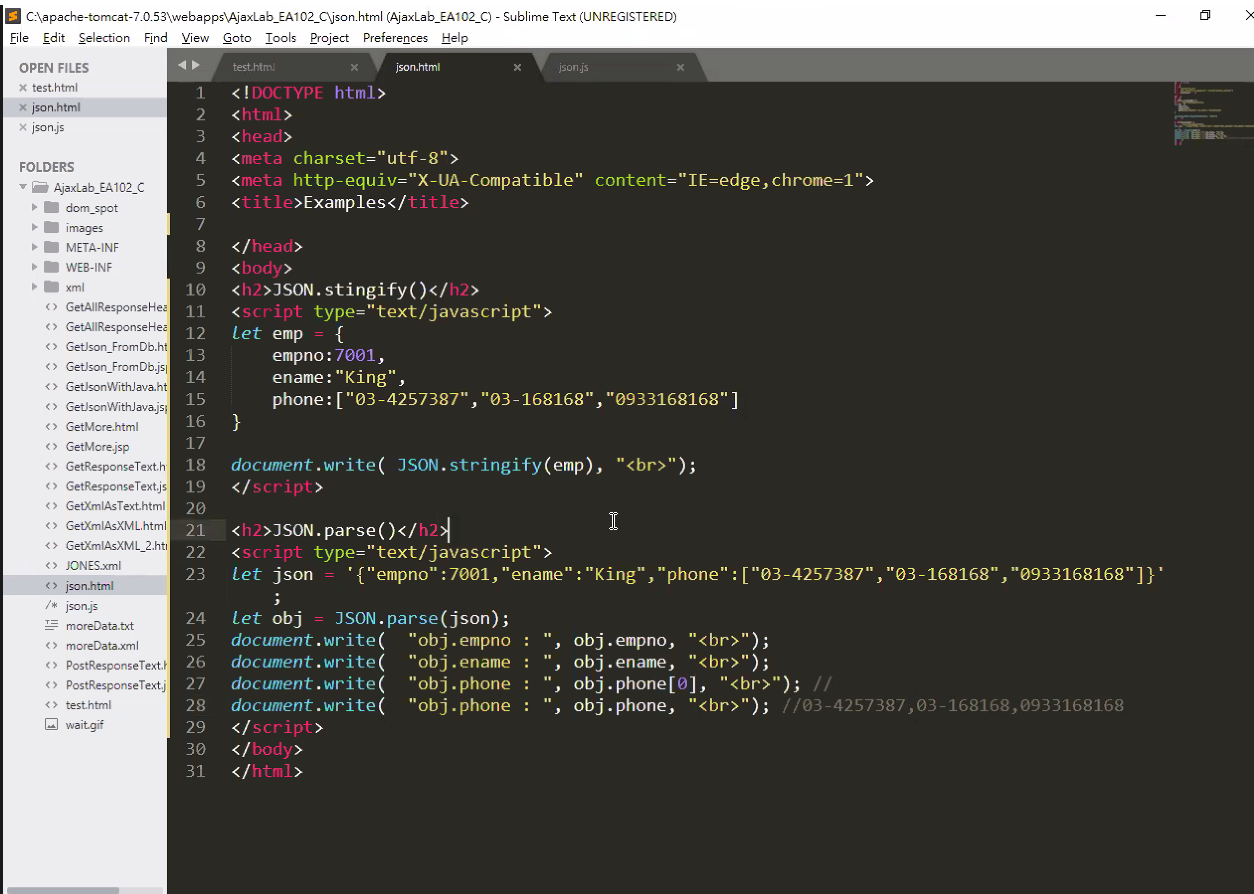 C:\apache-tomcat-7.0.53\webapps\AjaxLab_EA102_C\json.html (AjaxLab_EA102_C) - Sublime Text (UNREGISTERED)
File Edit Selection Find View Goto Tools Project Preferences Help
OPEN FILES
test.html
json.html
json.js
FOLDERS
AjaxLab_EA102_C
dom_spot
images
META-INF
WEB-INF
xml
GetAllResponseHea
GetAllResponseHea
GetJson_FromDb.ht
GetJson_FromDb.jsp
GetJsonWithJava.ht
GetJsonWithJava.jsp
GetMore.html
GetMore.jsp
GetResponseText.h
GetResponseText.js
GetXmlAsText.html
GetXmlAsXML.html
GetXmlAsXML_2.ht
JONES.xml
json.html
json.js
moreData.txt
moreData.xml
PostResponseText.h
PostResponseText.j
test.html
wait.gif
test.html json.html json.js
1 <!DOCTYPE html>
2 <html>
3 <head>
4 <meta charset="utf-8">
5 <meta http-equiv="X-UA-Compatible" content="IE=edge,chrome=1">
6 <title>Examples</title>
7
8 </head>
9 <body>
10 <h2>JSON.stingify()</h2>
11 <script type="text/javascript">
12 let emp = {
13     empno:7001,
14     ename:"King",
15     phone:["03-4257387","03-168168","0933168168"]
16 }
17
18 document.write( JSON.stringify(emp), "<br>");
19 </script>
20
21 <h2>JSON.parse()</h2>
22 <script type="text/javascript">
23 let json = '{"empno":7001,"ename":"King","phone":["03-4257387","03-168168","0933168168"]}'
;
24 let obj = JSON.parse(json);
25 document.write(  "obj.empno : ", obj.empno, "<br>");
26 document.write(  "obj.ename : ", obj.ename, "<br>");
27 document.write(  "obj.phone : ", obj.phone[0], "<br>"); //
28 document.write(  "obj.phone : ", obj.phone, "<br>"); //03-4257387,03-168168,0933168168
29 </script>
30 </body>
31 </html>